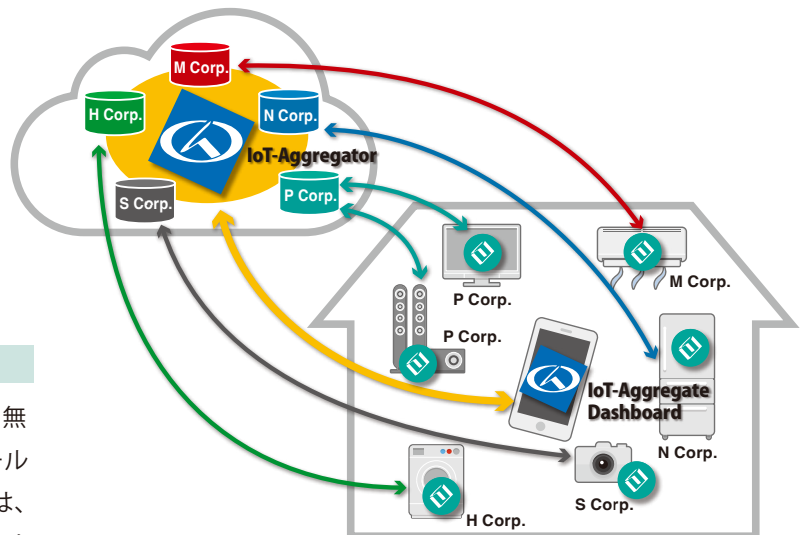 M Corp.
H Corp.
N Corp.
IoT-Aggregator
S Corp.
P Corp.
P Corp.
M Corp.
P Corp.
IoT-Aggregate
Dashboard
N Corp.
S Corp.
H Corp.
無
ル
は、